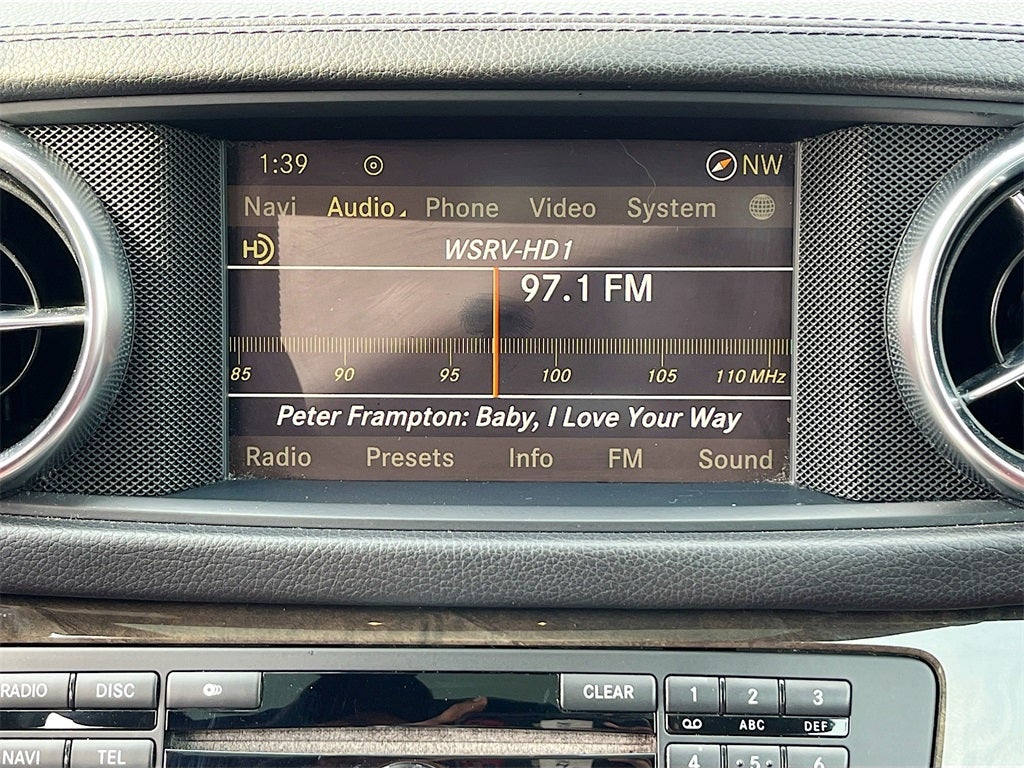 1:39 NW
Navi Audio Phone Video System
HD WSRV-HD1
97.1 FM
85 90 95 100 105 110 MHz
Peter Frampton: Baby, I Love Your Way
Radio Presets Info FM Sound
RADIO DISC CLEAR 1 2 3
ABC DEF
NAVI TEL 4 5 6